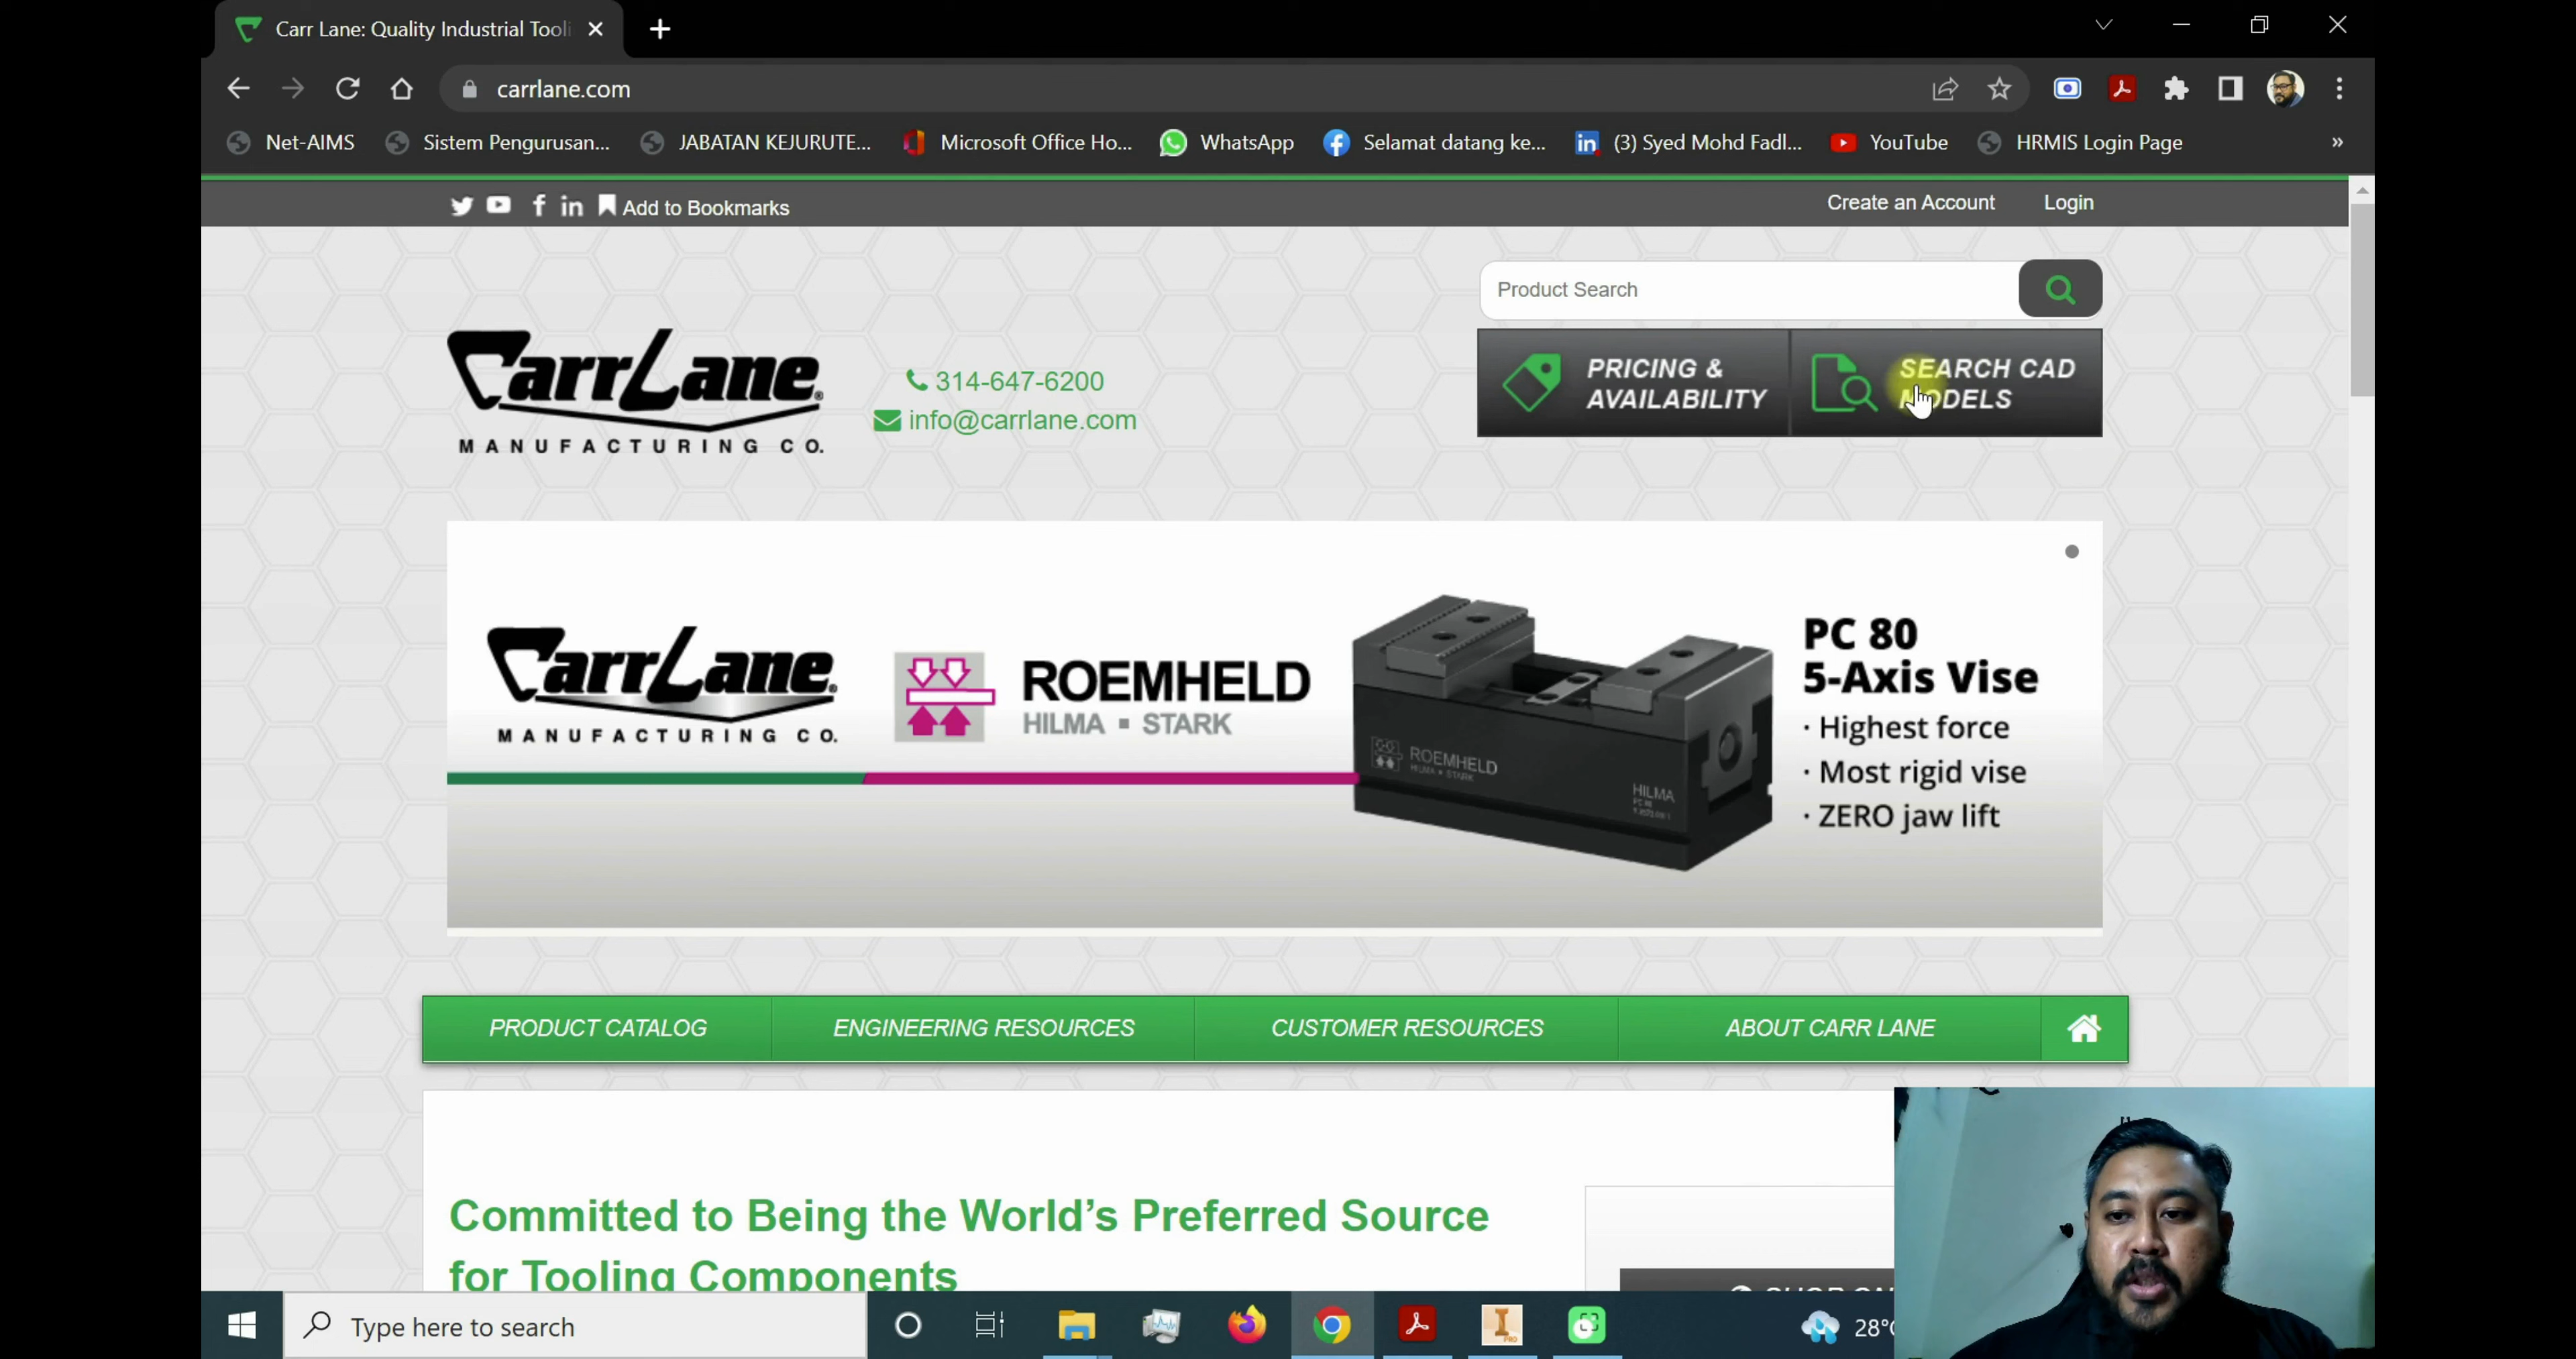 Carr Lane: Quality Industrial Tooli
carrlane.com
Net-AIMS
Sistem Pengurusan...
JABATAN KEJURUTE...
Microsoft Office Ho...
WhatsApp
Selamat datang ke...
(3) Syed Mohd Fadl...
YouTube
HRMIS Login Page
Add to Bookmarks
Create an Account
Login
Product Search
CarrLane
MANUFACTURING CO.
314-647-6200
info@carrlane.com
PRICING &
AVAILABILITY
SEARCH CAD
MODELS
CarrLane
MANUFACTURING CO.
ROEMHELD
HILMA ▪ STARK
ROEMHELD
HILMA ▪ STARK
HILMA
PC 80
PC 80
5-Axis Vise
· Highest force
· Most rigid vise
· ZERO jaw lift
PRODUCT CATALOG
ENGINEERING RESOURCES
CUSTOMER RESOURCES
ABOUT CARR LANE
Committed to Being the World's Preferred Source
for Tooling Components
Type here to search
PRO
28°